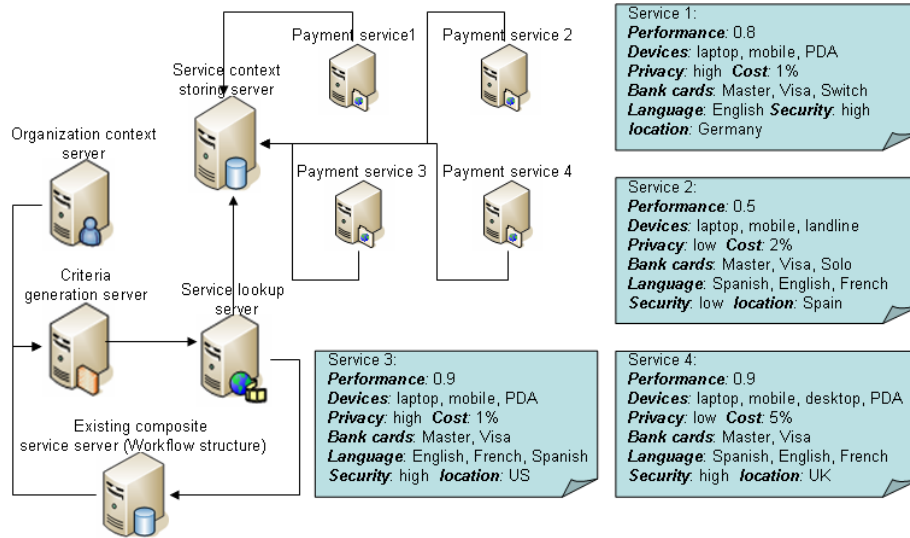 Payment service1
Payment service 2
Service context
storing server
Organization context
server
Payment service 3
Payment service 4
Criteria
generation server
Service lookup
server
Existing composite
service server (Workflow structure)
Service 1:
Performance: 0.8
Devices: laptop, mobile, PDA
Privacy: high Cost: 1%
Bank cards: Master, Visa, Switch
Language: English Security: high
location: Germany
Service 2:
Performance: 0.5
Devices: laptop, mobile, landline
Privacy: low Cost: 2%
Bank cards: Master, Visa, Solo
Language: Spanish, English, French
Security: low location: Spain
Service 3:
Performance: 0.9
Devices: laptop, mobile, PDA
Privacy: high Cost: 1%
Bank cards: Master, Visa
Language: English, French, Spanish
Security: high location: US
Service 4:
Performance: 0.9
Devices: laptop, mobile, desktop, PDA
Privacy: low Cost: 5%
Bank cards: Master, Visa
Language: Spanish, English, French
Security: high location: UK